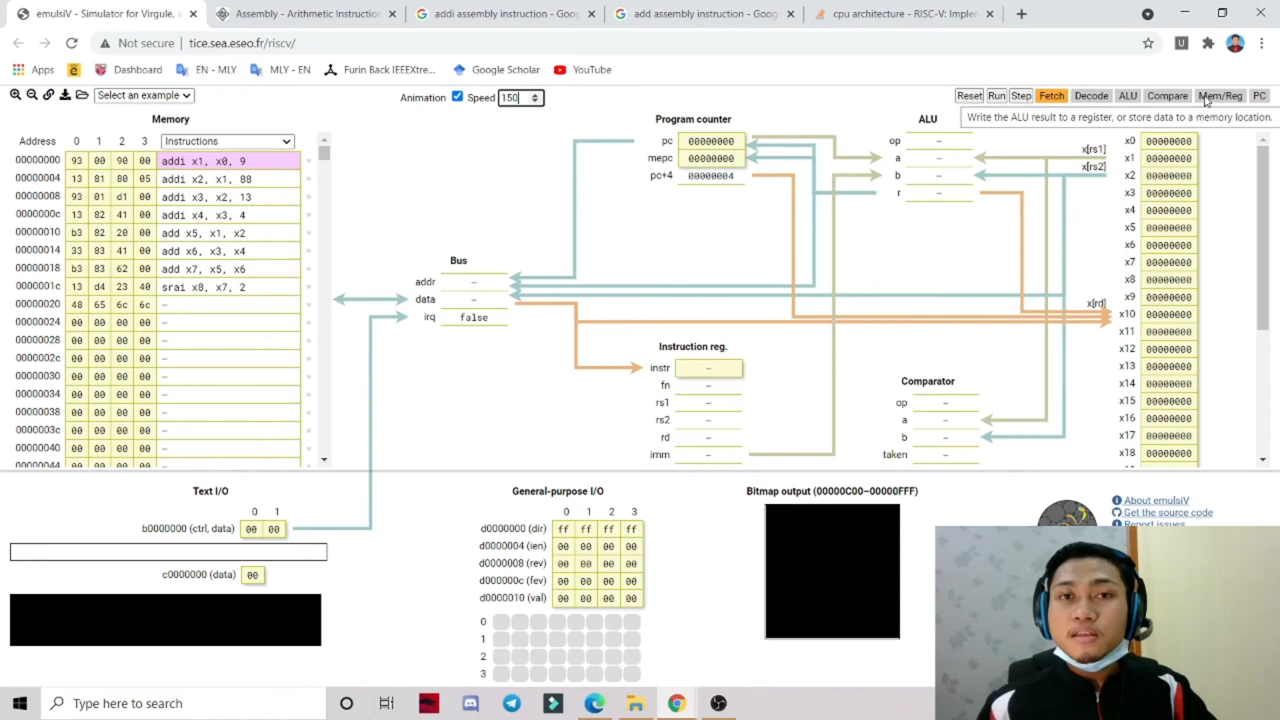 emulsiV - Simulator for Virgule, a
Assembly - Arithmetic Instruction
addi assembly instruction - Goog
add assembly instruction - Goog
cpu architecture - RISC-V: Implem
Not secure | tice.sea.eseo.fr/riscv/
Apps
Dashboard
EN - MLY
MLY - EN
Furin Back IEEEXtre...
Google Scholar
YouTube
Select an example
Animation Speed 150
Reset Run Step Fetch Decode ALU Compare Mem/Reg PC
Write the ALU result to a register, or store data to a memory location.
Memory
Address 0 1 2 3 Instructions
00000000 93 00 90 00 addi x1, x0, 9
00000004 13 81 80 05 addi x2, x1, 88
00000008 93 01 d1 00 addi x3, x2, 13
0000000c 13 82 41 00 addi x4, x3, 4
00000010 b3 82 20 00 add x5, x1, x2
00000014 33 83 41 00 add x6, x3, x4
00000018 b3 83 62 00 add x7, x5, x6
0000001c 13 d4 23 40 srai x8, x7, 2
00000020 48 65 6c 6c –
00000024 00 00 00 00 –
00000028 00 00 00 00 –
0000002c 00 00 00 00 –
00000030 00 00 00 00 –
00000034 00 00 00 00 –
00000038 00 00 00 00 –
0000003c 00 00 00 00 –
00000040 00 00 00 00 –
00000044 00 00 00 00 –
Program counter
pc 00000000
mepc 00000000
pc+4 00000004
Bus
addr –
data –
irq false
Instruction reg.
instr –
fn –
rs1 –
rs2 –
rd –
imm –
ALU
op –
a –
b –
r –
Comparator
op –
a –
b –
taken –
x[rs1]
x[rs2]
x[rd]
x0 00000000
x1 00000000
x2 00000000
x3 00000000
x4 00000000
x5 00000000
x6 00000000
x7 00000000
x8 00000000
x9 00000000
x10 00000000
x11 00000000
x12 00000000
x13 00000000
x14 00000000
x15 00000000
x16 00000000
x17 00000000
x18 00000000
Text I/O
0 1
b0000000 (ctrl, data) 00 00
c0000000 (data) 00
General-purpose I/O
0 1 2 3
d0000000 (dir) ff ff ff ff
d0000004 (ien) 00 00 00 00
d0000008 (rev) 00 00 00 00
d000000c (fev) 00 00 00 00
d0000010 (val) 00 00 00 00
0
1
2
3
Bitmap output (00000C00–00000FFF)
About emulsiV
Get the source code
Report issues
Type here to search